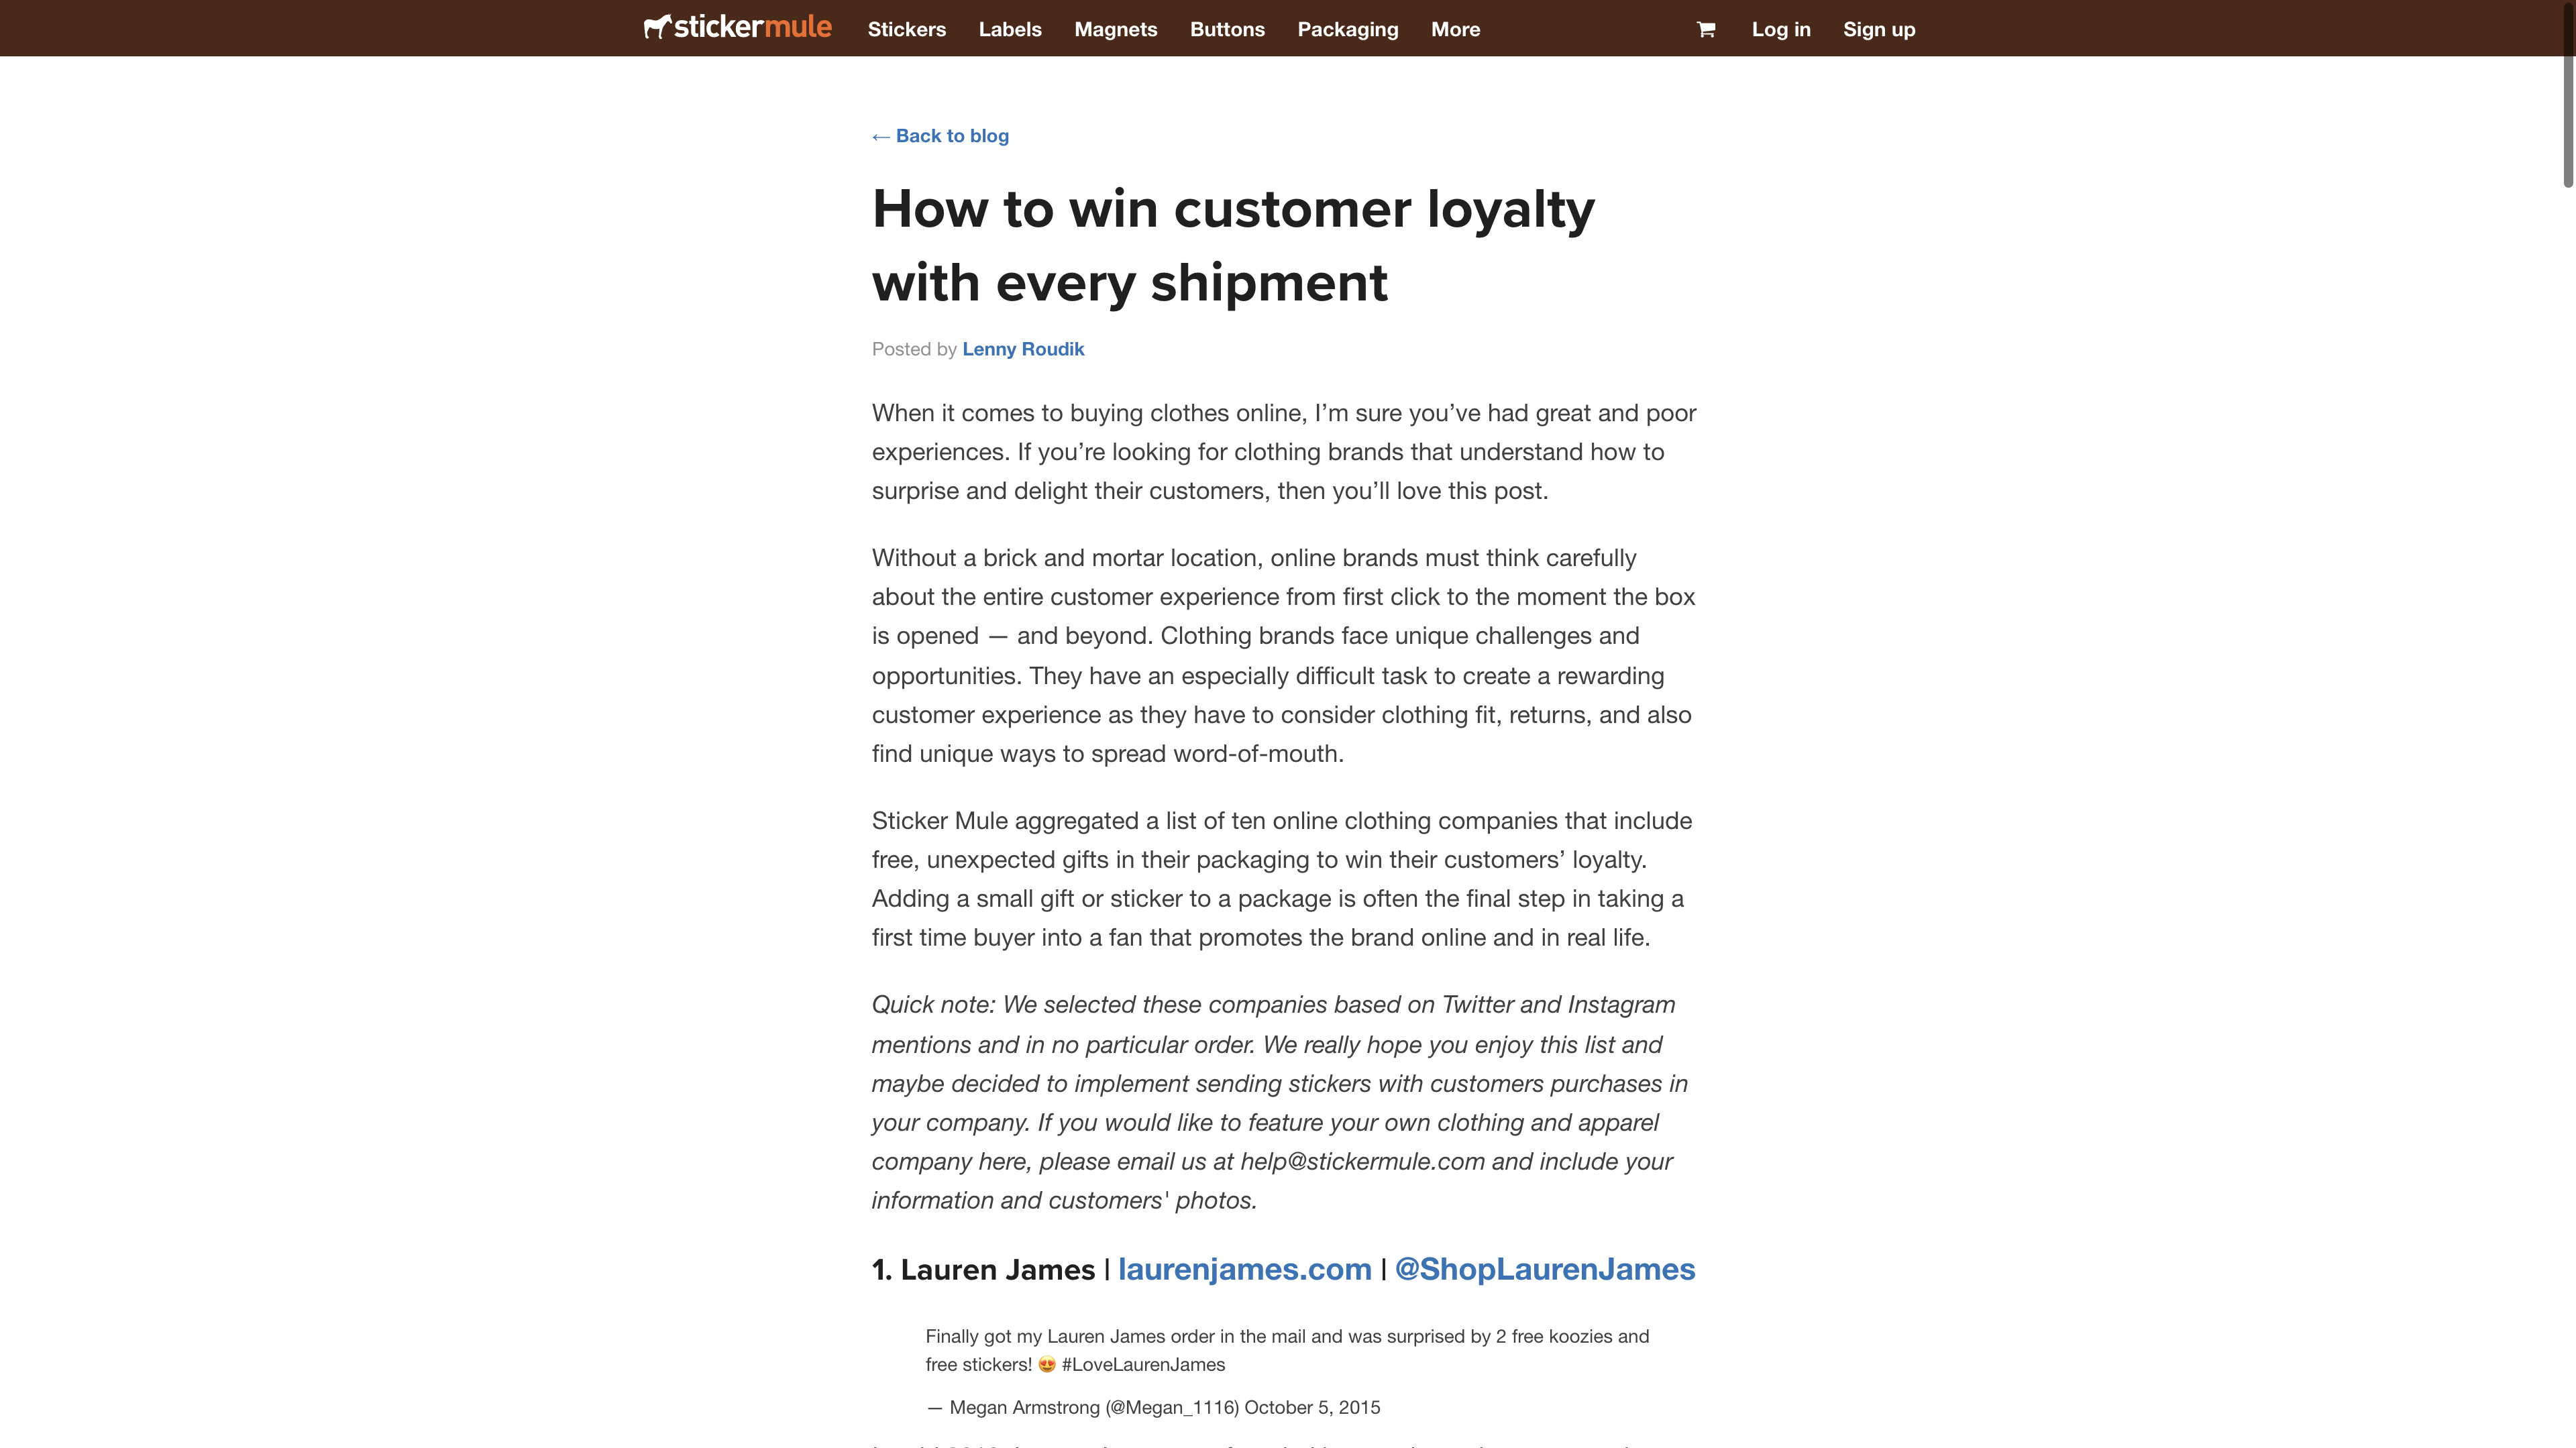 stickermule Stickers Labels Magnets Buttons Packaging More Log in Sign up
← Back to blog
How to win customer loyalty
with every shipment
Posted by Lenny Roudik
When it comes to buying clothes online, I’m sure you’ve had great and poor
experiences. If you’re looking for clothing brands that understand how to
surprise and delight their customers, then you’ll love this post.
Without a brick and mortar location, online brands must think carefully
about the entire customer experience from first click to the moment the box
is opened — and beyond. Clothing brands face unique challenges and
opportunities. They have an especially difficult task to create a rewarding
customer experience as they have to consider clothing fit, returns, and also
find unique ways to spread word-of-mouth.
Sticker Mule aggregated a list of ten online clothing companies that include
free, unexpected gifts in their packaging to win their customers’ loyalty.
Adding a small gift or sticker to a package is often the final step in taking a
first time buyer into a fan that promotes the brand online and in real life.
Quick note: We selected these companies based on Twitter and Instagram
mentions and in no particular order. We really hope you enjoy this list and
maybe decided to implement sending stickers with customers purchases in
your company. If you would like to feature your own clothing and apparel
company here, please email us at help@stickermule.com and include your
information and customers' photos.
1. Lauren James | laurenjames.com | @ShopLaurenJames
Finally got my Lauren James order in the mail and was surprised by 2 free koozies and
free stickers! 😍 #LoveLaurenJames
— Megan Armstrong (@Megan_1116) October 5, 2015